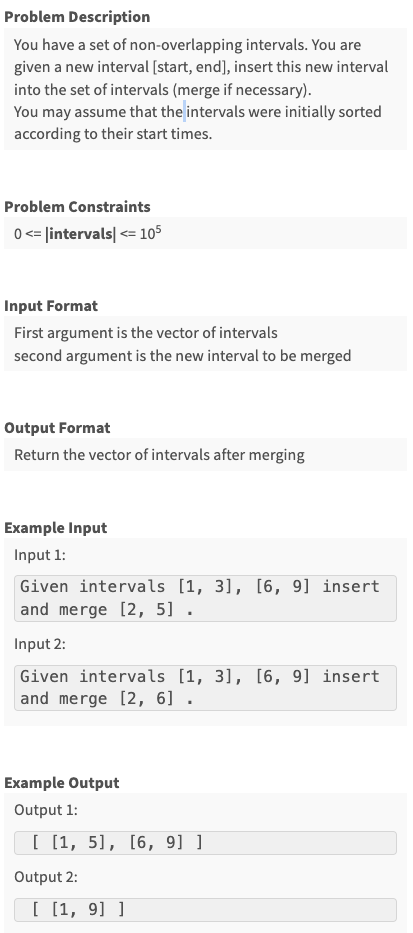 Problem Description
You have a set of non-overlapping intervals. You are
given a new interval [start, end], insert this new interval
into the set of intervals (merge if necessary).
You may assume that the intervals were initially sorted
according to their start times.
Problem Constraints
0 <= |intervals| <= 10⁵
Input Format
First argument is the vector of intervals
second argument is the new interval to be merged
Output Format
Return the vector of intervals after merging
Example Input
Input 1:
Given intervals [1, 3], [6, 9] insert
and merge [2, 5] .
Input 2:
Given intervals [1, 3], [6, 9] insert
and merge [2, 6] .
Example Output
Output 1:
[ [1, 5], [6, 9] ]
Output 2:
[ [1, 9] ]